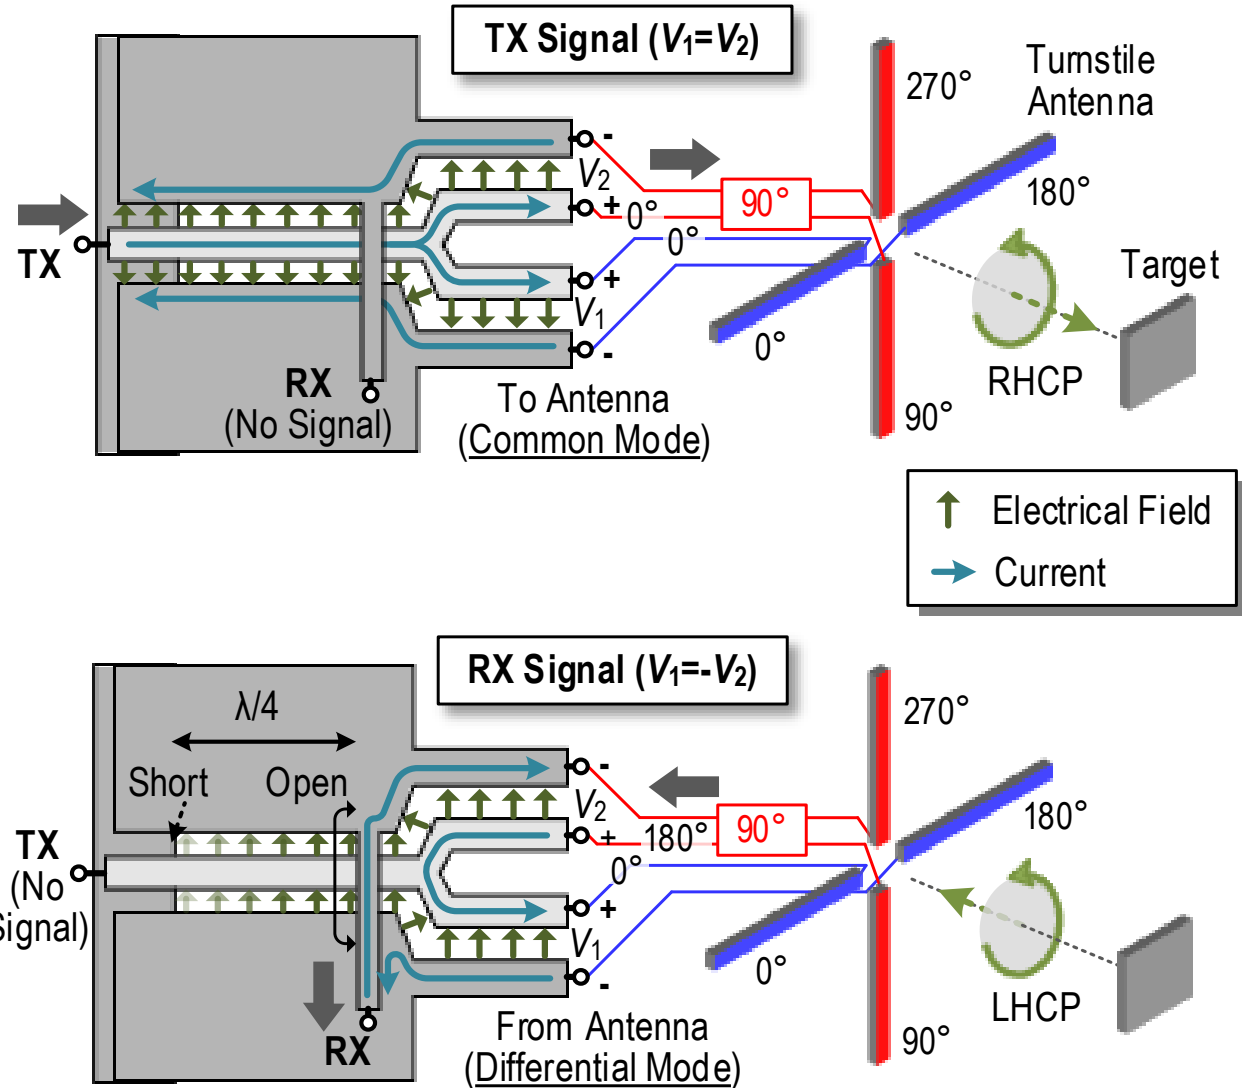 TX Signal (V1=V2)
Turnstile
Antenna
270°
180°
-
V2
+
0°
90°
0°
TX
+
V1
-
0°
90°
RHCP
Target
RX
(No Signal)
To Antenna
(Common Mode)
Electrical Field
Current
RX Signal (V1=-V2)
λ/4
Short
Open
270°
180°
-
V2
+
180°
90°
0°
TX
(No
Signal)
+
V1
-
0°
90°
LHCP
RX
From Antenna
(Differential Mode)